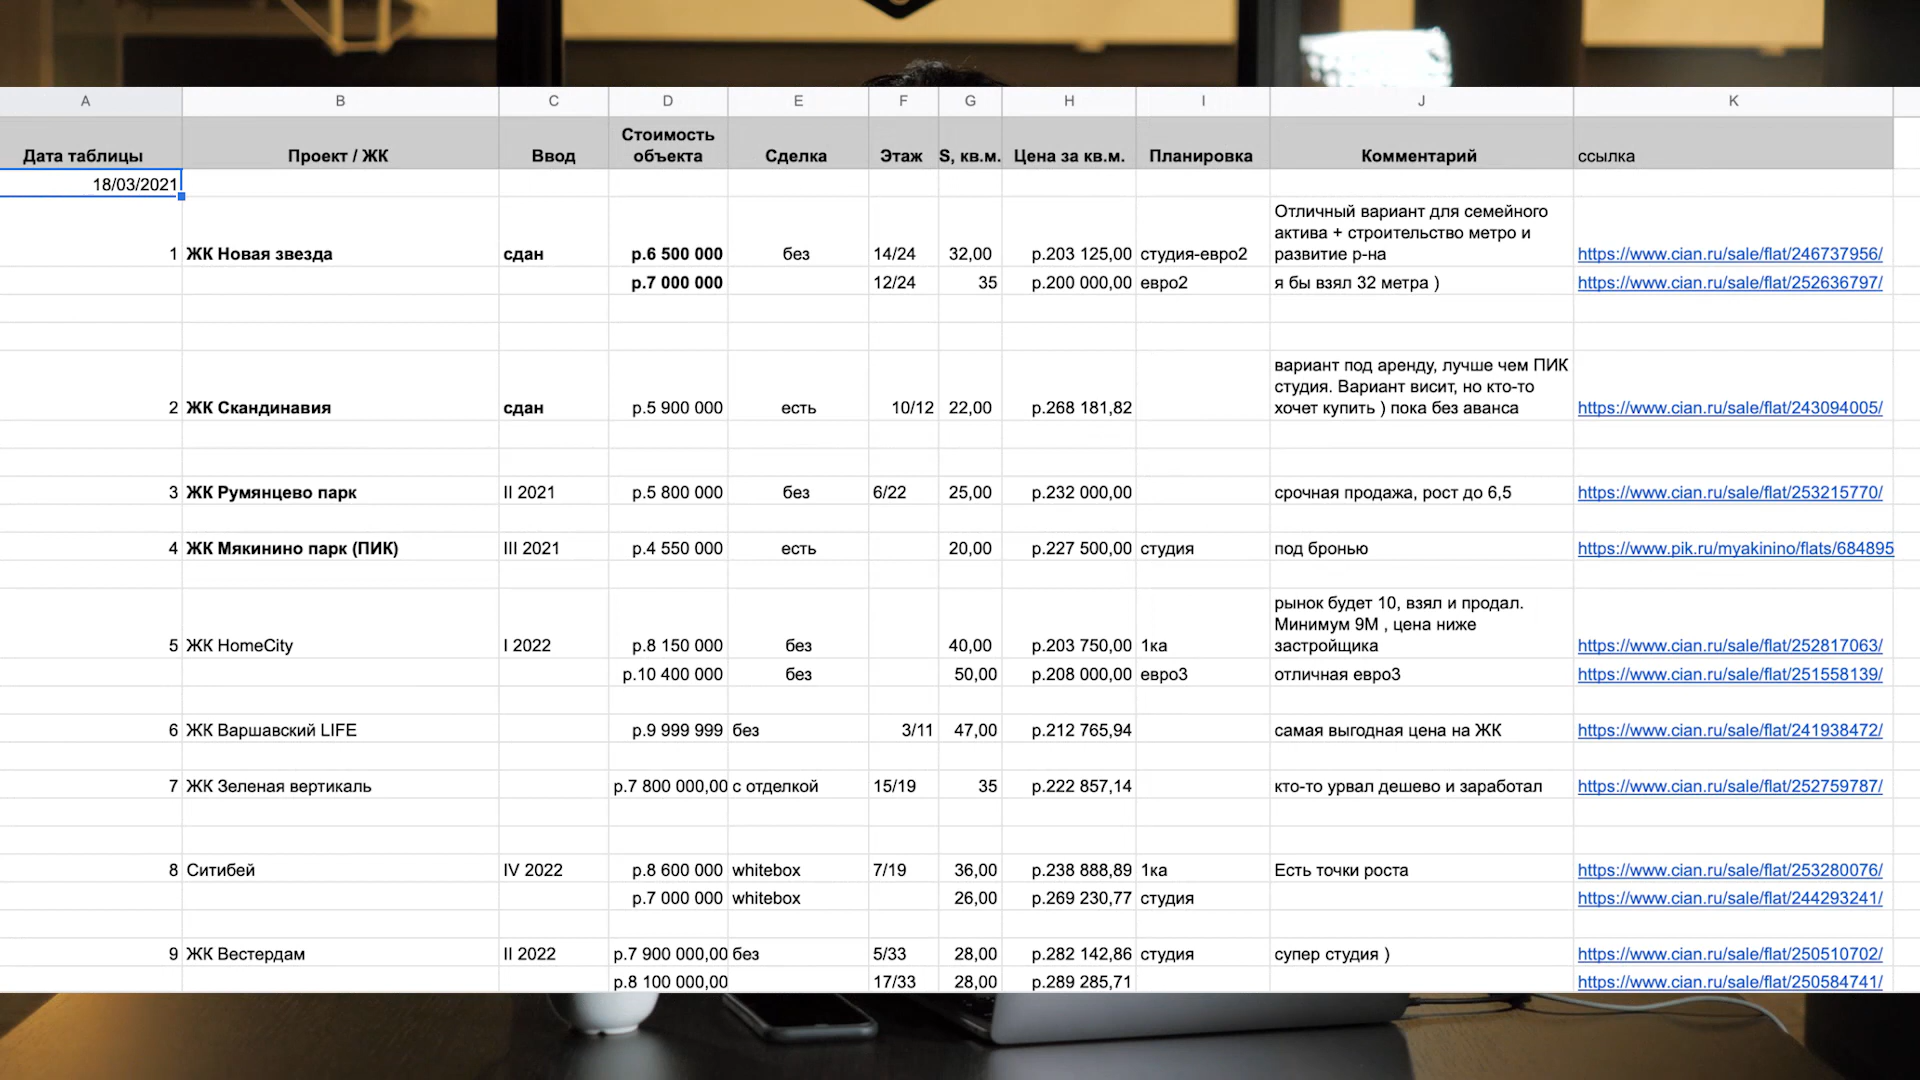 A B C D E F G H I J K
Дата таблицы Проект / ЖК Ввод Стоимость объекта Сделка Этаж S, кв.м. Цена за кв.м. Планировка Комментарий ссылка
18/03/2021
1 ЖК Новая звезда сдан р.6 500 000 без 14/24 32,00 р.203 125,00 студия-евро2 Отличный вариант для семейного актива + строительство метро и развитие р-на https://www.cian.ru/sale/flat/246737956/
р.7 000 000 12/24 35 р.200 000,00 евро2 я бы взял 32 метра ) https://www.cian.ru/sale/flat/252636797/
2 ЖК Скандинавия сдан р.5 900 000 есть 10/12 22,00 р.268 181,82 вариант под аренду, лучше чем ПИК студия. Вариант висит, но кто-то хочет купить ) пока без аванса https://www.cian.ru/sale/flat/243094005/
3 ЖК Румянцево парк II 2021 р.5 800 000 без 6/22 25,00 р.232 000,00 срочная продажа, рост до 6,5 https://www.cian.ru/sale/flat/253215770/
4 ЖК Мякинино парк (ПИК) III 2021 р.4 550 000 есть 20,00 р.227 500,00 студия под бронью https://www.pik.ru/myakinino/flats/684895
5 ЖК HomeCity I 2022 р.8 150 000 без 40,00 р.203 750,00 1ка рынок будет 10, взял и продал. Минимум 9М , цена ниже застройщика https://www.cian.ru/sale/flat/252817063/
р.10 400 000 без 50,00 р.208 000,00 евро3 отличная евро3 https://www.cian.ru/sale/flat/251558139/
6 ЖК Варшавский LIFE р.9 999 999 без 3/11 47,00 р.212 765,94 самая выгодная цена на ЖК https://www.cian.ru/sale/flat/241938472/
7 ЖК Зеленая вертикаль р.7 800 000,00 с отделкой 15/19 35 р.222 857,14 кто-то урвал дешево и заработал https://www.cian.ru/sale/flat/252759787/
8 Ситибей IV 2022 р.8 600 000 whitebox 7/19 36,00 р.238 888,89 1ка Есть точки роста https://www.cian.ru/sale/flat/253280076/
р.7 000 000 whitebox 26,00 р.269 230,77 студия https://www.cian.ru/sale/flat/244293241/
9 ЖК Вестердам II 2022 р.7 900 000,00 без 5/33 28,00 р.282 142,86 студия супер студия ) https://www.cian.ru/sale/flat/250510702/
р.8 100 000,00 17/33 28,00 р.289 285,71 https://www.cian.ru/sale/flat/250584741/